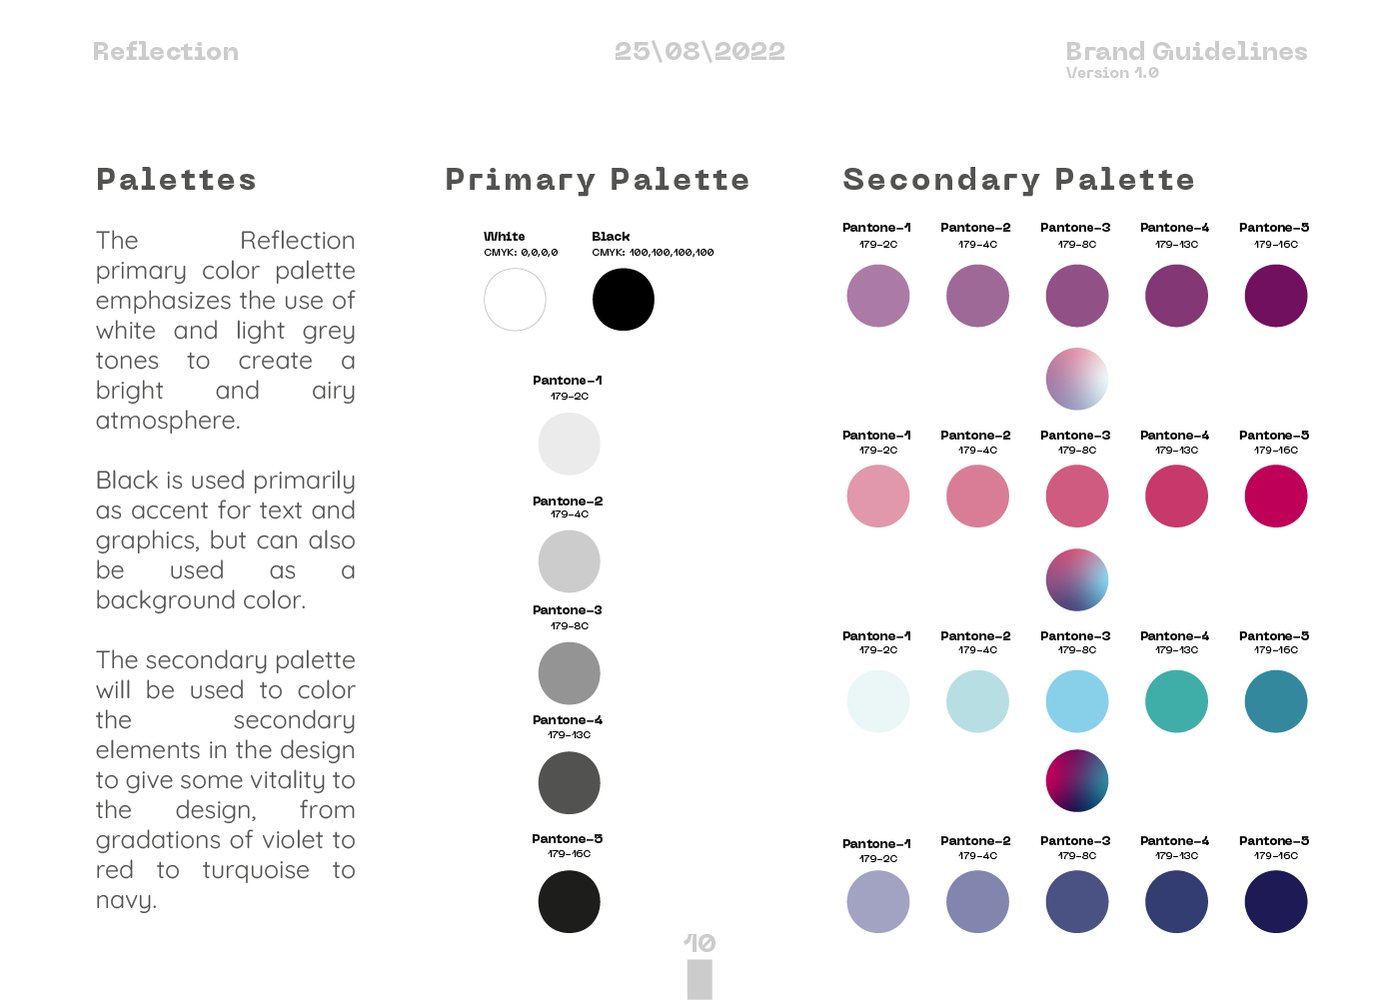 Reflection
25\08\2022
Brand Guidelines
Version 1.0
Palettes
The Reflection
primary color palette
emphasizes the use of
white and light grey
tones to create a
bright and airy
atmosphere.
Black is used primarily
as accent for text and
graphics, but can also
be used as a
background color.
The secondary palette
will be used to color
the secondary
elements in the design
to give some vitality to
the design, from
gradations of violet to
red to turquoise to
navy.
Primary Palette
White Black
CMYK: 0,0,0,0 CMYK: 100,100,100,100
Pantone-1
179-2C
Pantone-2
179-4C
Pantone-3
179-8C
Pantone-4
179-13C
Pantone-5
179-16C
Secondary Palette
Pantone-1 Pantone-2 Pantone-3 Pantone-4 Pantone-5
179-2C 179-4C 179-8C 179-13C 179-16C
Pantone-1 Pantone-2 Pantone-3 Pantone-4 Pantone-5
179-2C 179-4C 179-8C 179-13C 179-16C
Pantone-1 Pantone-2 Pantone-3 Pantone-4 Pantone-5
179-2C 179-4C 179-8C 179-13C 179-16C
Pantone-1 Pantone-2 Pantone-3 Pantone-4 Pantone-5
179-2C 179-4C 179-8C 179-13C 179-16C
10